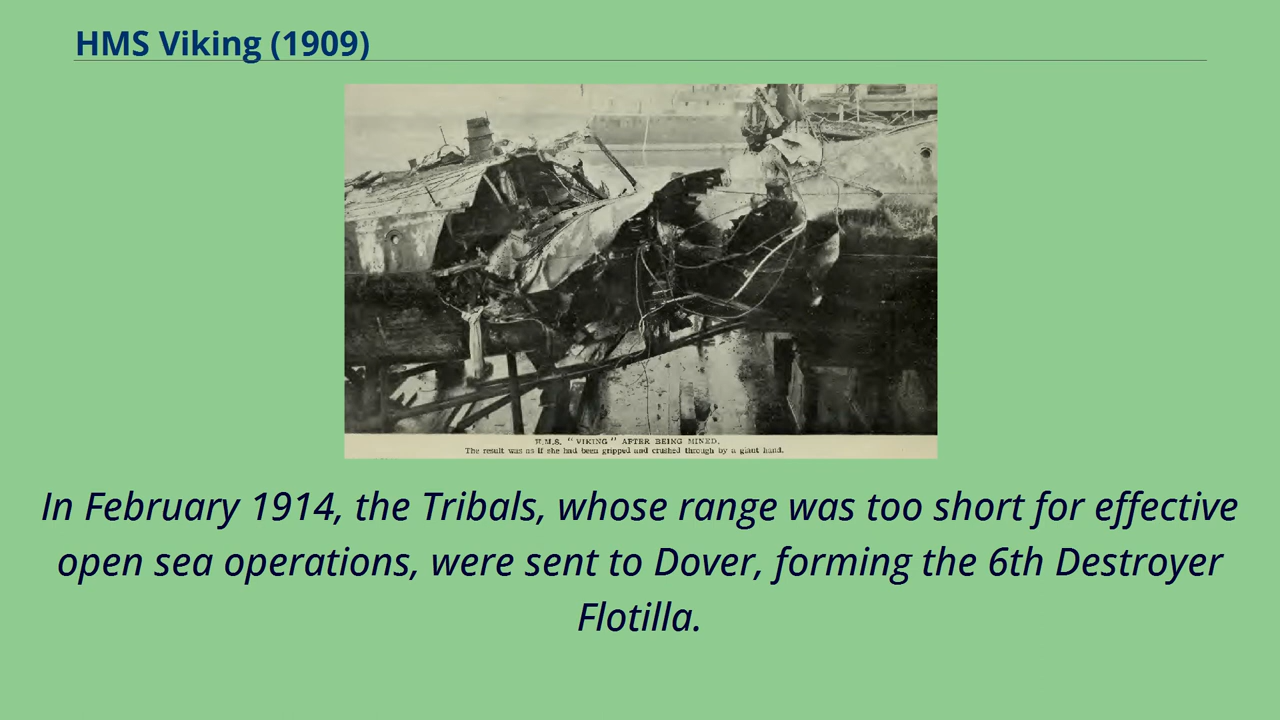 HMS Viking (1909)
H.M.S. "VIKING" AFTER BEING MINED.
The result was as if she had been gripped and crushed through by a giant hand.
In February 1914, the Tribals, whose range was too short for effective
open sea operations, were sent to Dover, forming the 6th Destroyer
Flotilla.